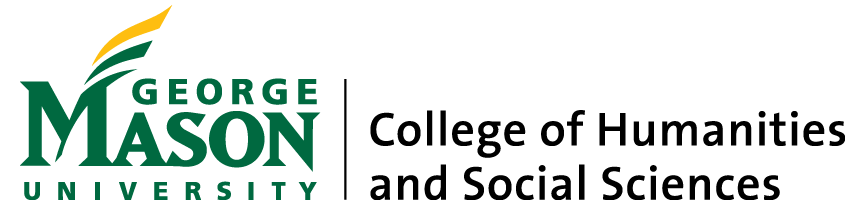 GEORGE
MASON
UNIVERSITY
College of Humanities
and Social Sciences